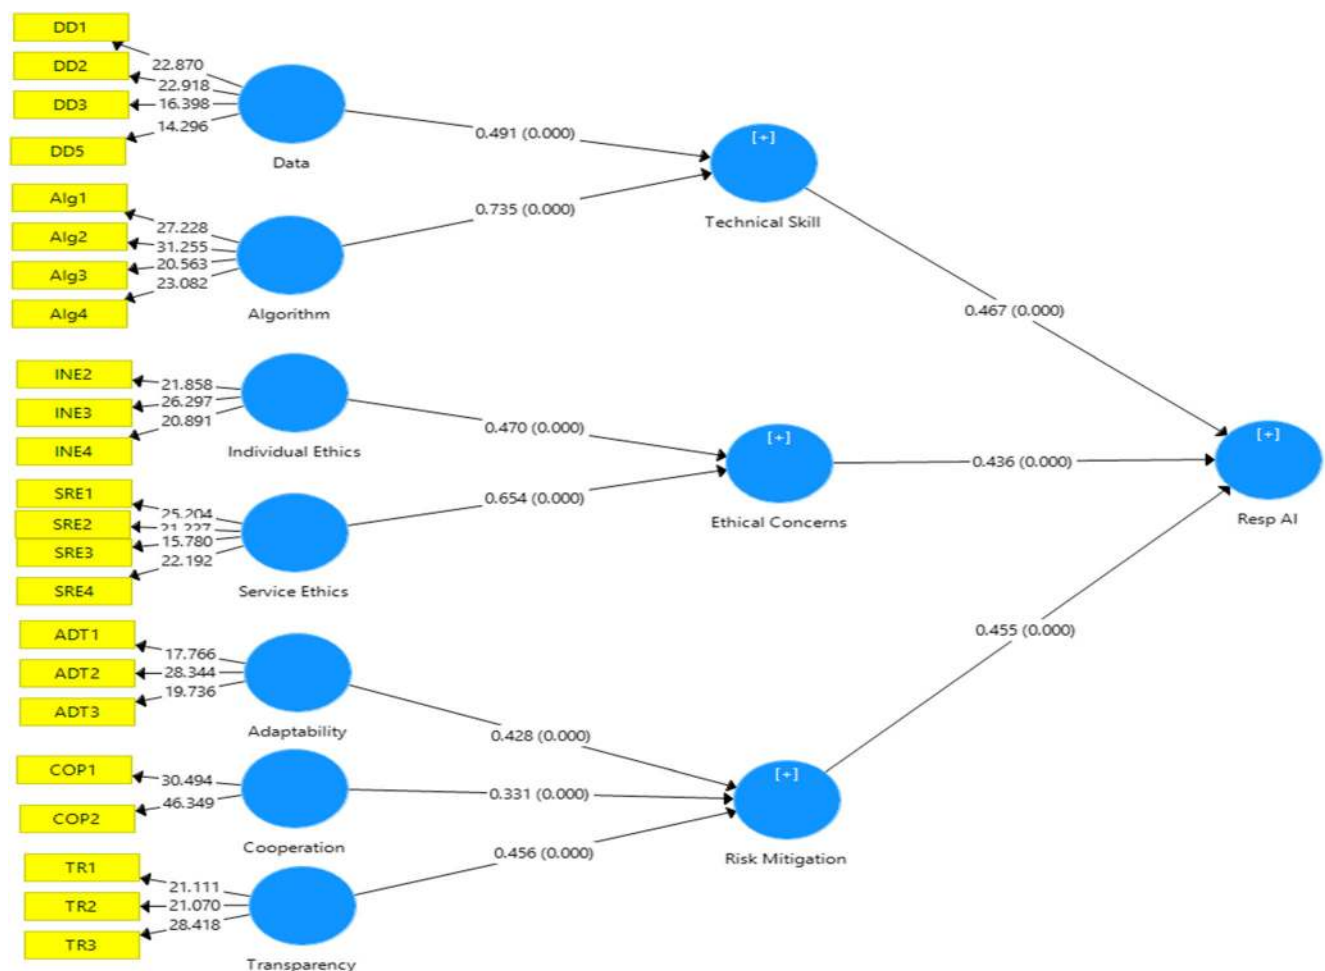 DD1
DD2
DD3
DD5
22.870
22.918
16.398
14.296
Data
0.491 (0.000)
Alg1
Alg2
Alg3
Alg4
27.228
31.255
20.563
23.082
Algorithm
0.735 (0.000)
[+]
Technical Skill
0.467 (0.000)
INE2
INE3
INE4
21.858
26.297
20.891
Individual Ethics
0.470 (0.000)
SRE1
SRE2
SRE3
SRE4
25.204
15.780
22.192
Service Ethics
0.654 (0.000)
[+]
Ethical Concerns
0.436 (0.000)
[+]
Resp AI
ADT1
ADT2
ADT3
17.766
28.344
19.736
Adaptability
0.428 (0.000)
COP1
COP2
30.494
46.349
Cooperation
0.331 (0.000)
TR1
TR2
TR3
21.111
21.070
28.418
Transparency
0.456 (0.000)
[+]
Risk Mitigation
0.455 (0.000)